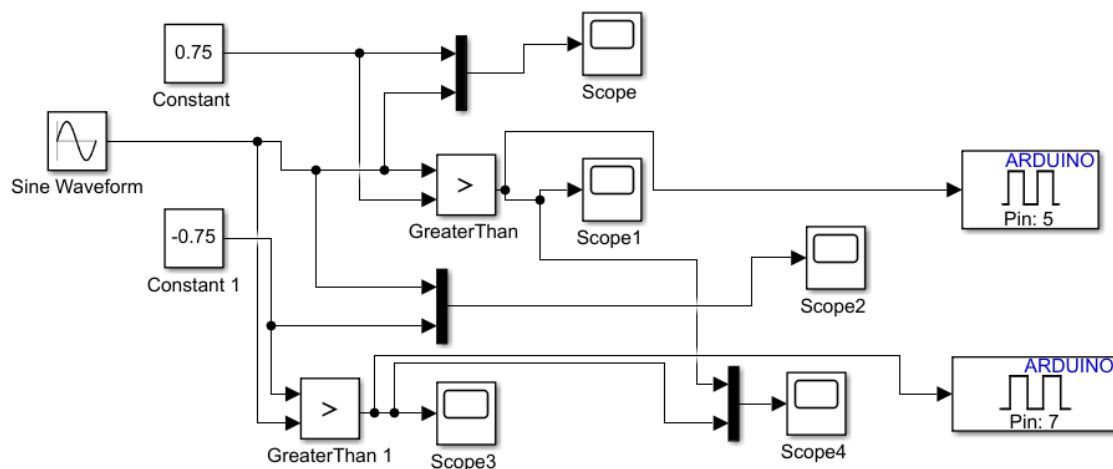 0.75
Constant
Scope
Sine Waveform
>
GreaterThan
Scope1
ARDUINO
Pin: 5
-0.75
Constant 1
Scope2
>
GreaterThan 1
Scope3
Scope4
ARDUINO
Pin: 7